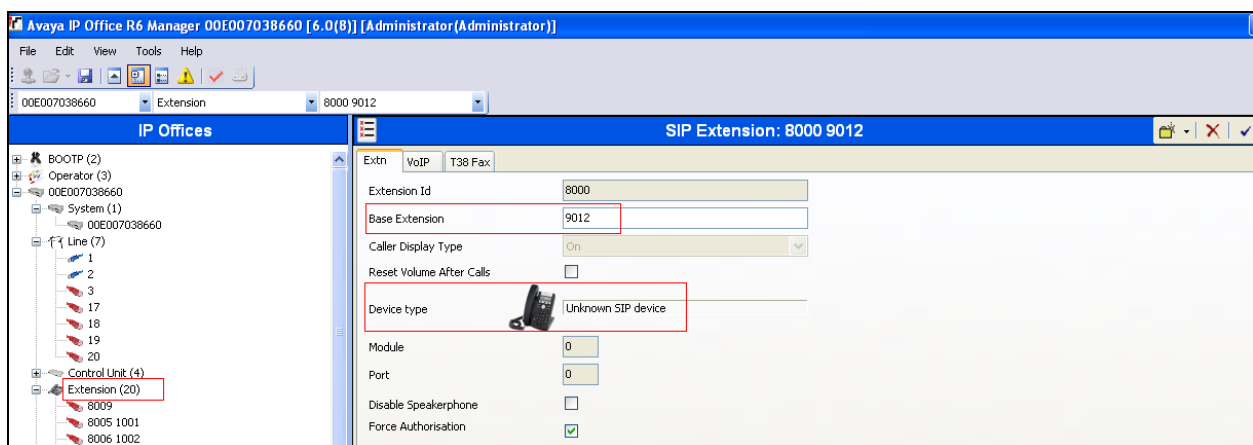 Avaya IP Office R6 Manager 00E007038660 [6.0(8)] [Administrator(Administrator)]
File Edit View Tools Help
00E007038660 Extension 8000 9012
IP Offices
BOOTP (2)
Operator (3)
00E007038660
System (1)
00E007038660
Line (7)
1
2
3
17
18
19
20
Control Unit (4)
Extension (20)
8009
8005 1001
8006 1002
SIP Extension: 8000 9012
Extn VoIP T38 Fax
Extension Id 8000
Base Extension 9012
Caller Display Type On
Reset Volume After Calls
Device type Unknown SIP device
Module 0
Port 0
Disable Speakerphone
Force Authorisation